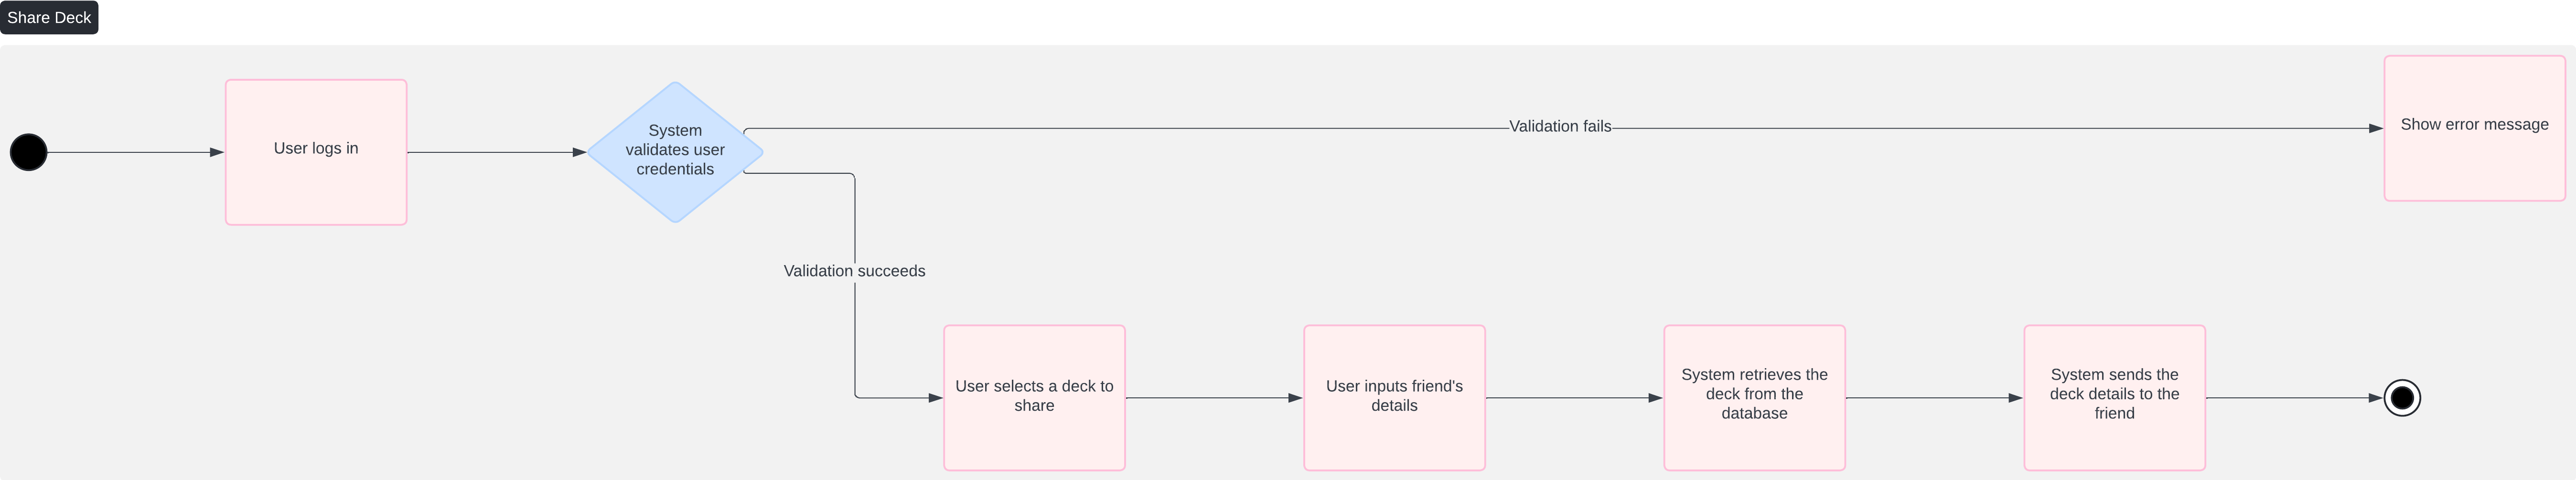 Share Deck
User logs in
System
validates user
credentials
Validation fails
Show error message
Validation succeeds
User selects a deck to
share
User inputs friend's
details
System retrieves the
deck from the
database
System sends the
deck details to the
friend